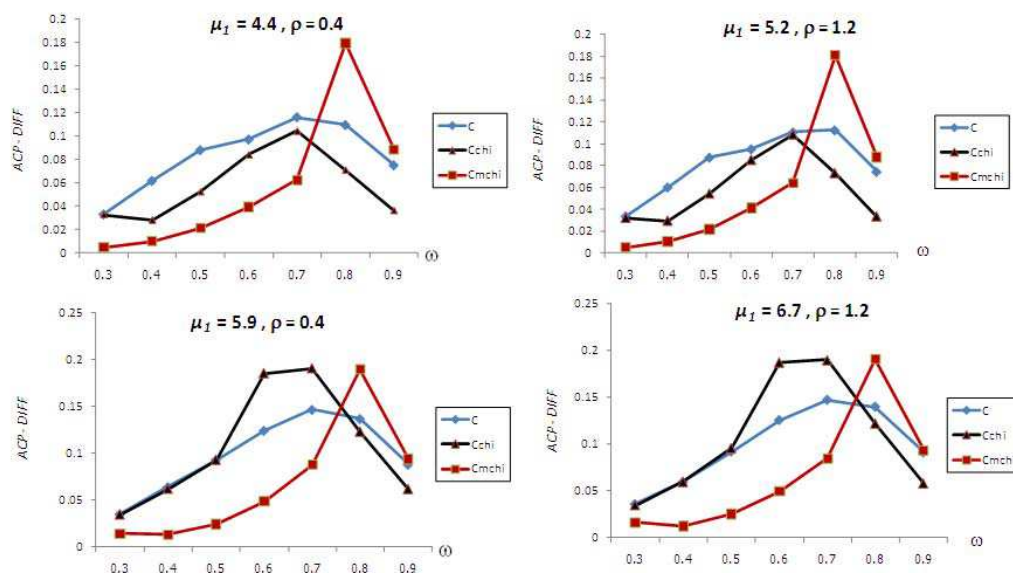 μ1 = 4.4 , ρ = 0.4
ACP - DIFF
0.2
0.18
0.16
0.14
0.12
0.1
0.08
0.06
0.04
0.02
0
0.3 0.4 0.5 0.6 0.7 0.8 0.9
ω
C
Cchi
Cmchi
μ1 = 5.2 , ρ = 1.2
ACP - DIFF
0.2
0.18
0.16
0.14
0.12
0.1
0.08
0.06
0.04
0.02
0
0.3 0.4 0.5 0.6 0.7 0.8 0.9
ω
C
Cchi
Cmchi
μ1 = 5.9 , ρ = 0.4
ACP - DIFF
0.25
0.2
0.15
0.1
0.05
0
0.3 0.4 0.5 0.6 0.7 0.8 0.9
ω
C
Cchi
Cmchi
μ1 = 6.7 , ρ = 1.2
ACP - DIFF
0.25
0.2
0.15
0.1
0.05
0
0.3 0.4 0.5 0.6 0.7 0.8 0.9
ω
C
Cchi
Cmchi